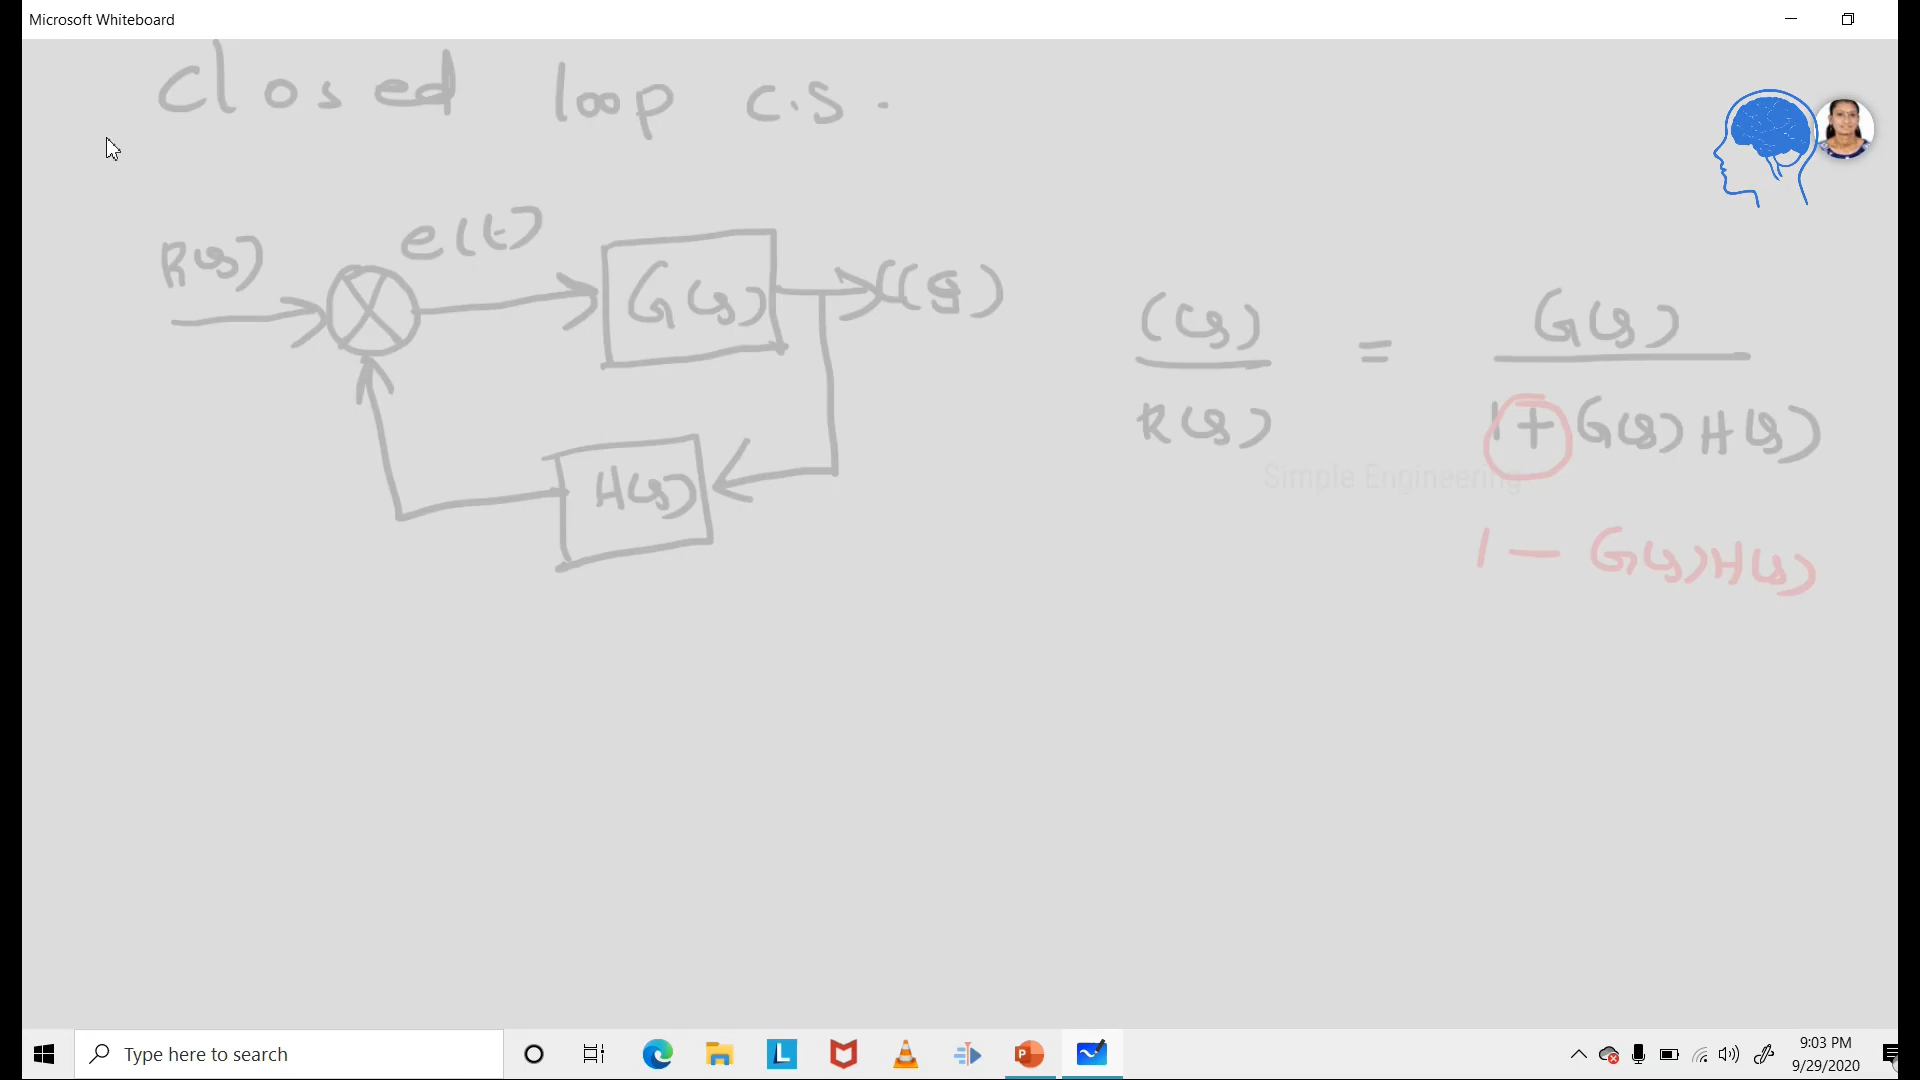 Microsoft Whiteboard
Closed loop C.S.
R(s)
e(t)
G(s)
C(s)
H(s)
C(s) = G(s)
R(s) 1 + G(s) H(s)
Simple Engineering
1 - G(s) H(s)
Type here to search
9:03 PM
9/29/2020